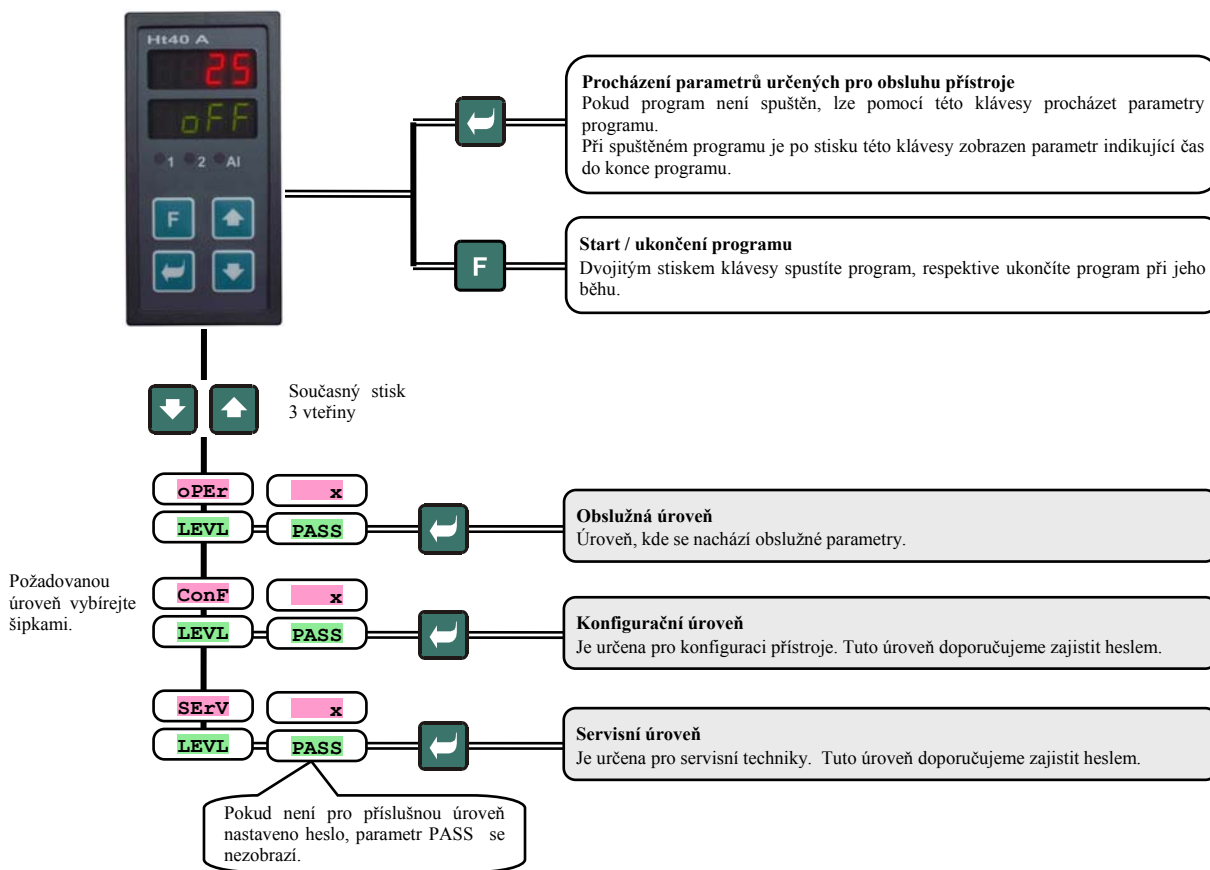 Ht40 A
25
oFF
1 2 Al
F
Procházení parametrů určených pro obsluhu přístroje
Pokud program není spuštěn, lze pomocí této klávesy procházet parametry
programu.
Při spuštěném programu je po stisku této klávesy zobrazen parametr indikující čas
do konce programu.
F
Start / ukončení programu
Dvojitým stiskem klávesy spustíte program, respektive ukončíte program při jeho
běhu.
Současný stisk
3 vteřiny
Požadovanou
úroveň vybírejte
šipkami.
oPEr x
LEVL PASS
Obslužná úroveň
Úroveň, kde se nachází obslužné parametry.
ConF x
LEVL PASS
Konfigurační úroveň
Je určena pro konfiguraci přístroje. Tuto úroveň doporučujeme zajistit heslem.
SErV x
LEVL PASS
Servisní úroveň
Je určena pro servisní techniky. Tuto úroveň doporučujeme zajistit heslem.
Pokud není pro příslušnou úroveň
nastaveno heslo, parametr PASS se
nezobrazí.